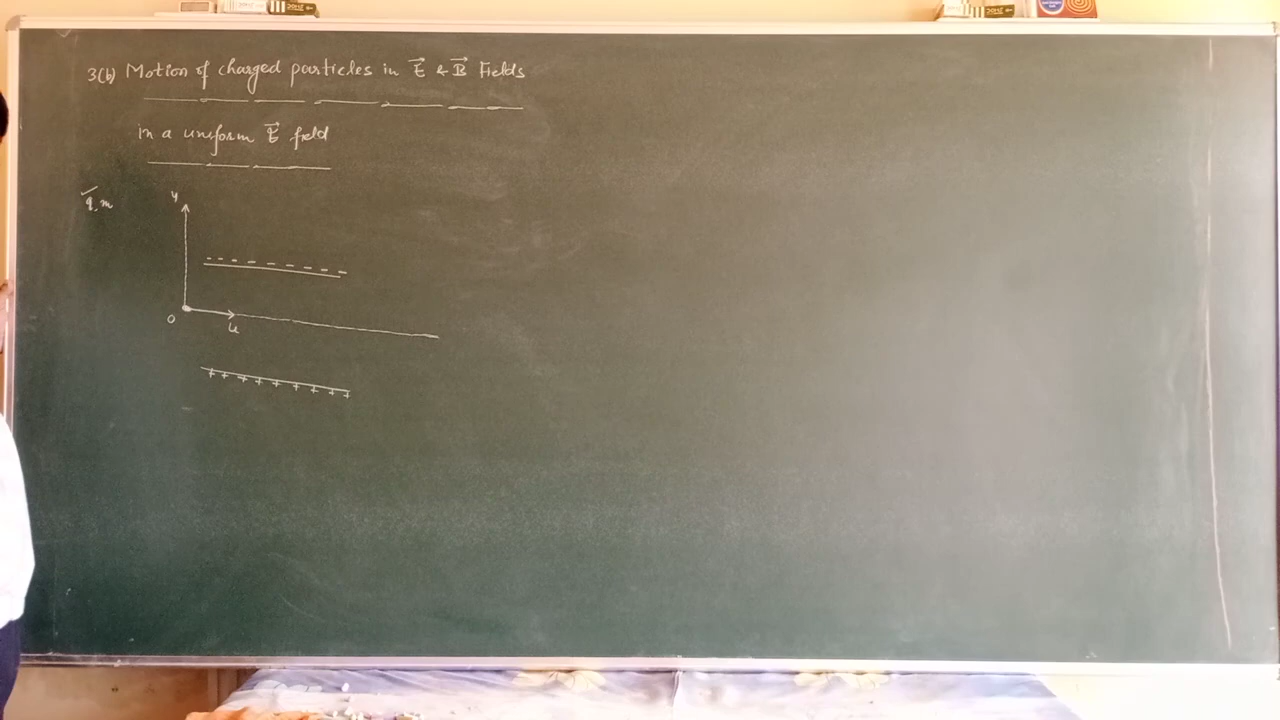 3(b) Motion of charged particles in E⃗ & B⃗ Fields
in a uniform E⃗ field
q, m
y
- - - - - - - -
O
u
+ + + + + + + + +